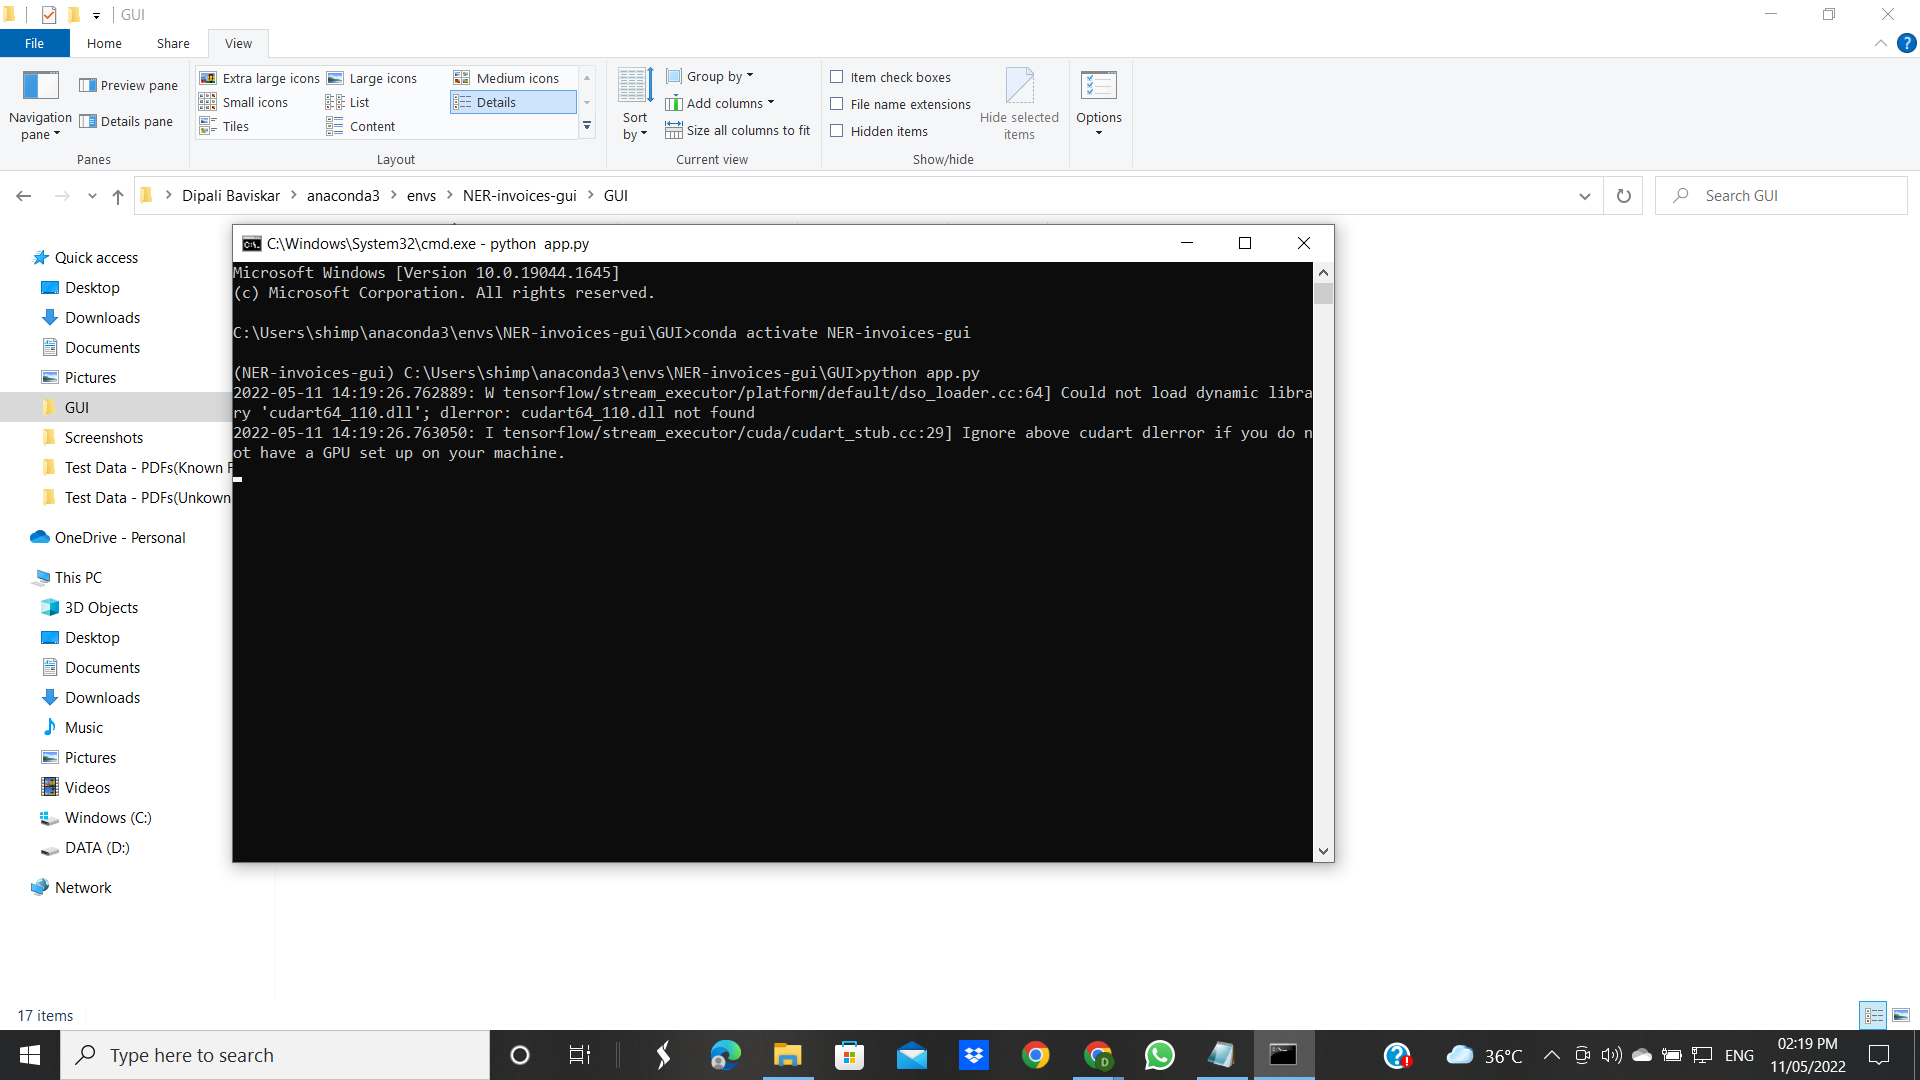 GUI
File
Home
Share
View
?
Navigation
pane
Preview pane
Details pane
Panes
Extra large icons
Large icons
Medium icons
Small icons
List
Details
Tiles
Content
Layout
Sort
by
Group by
Add columns
Size all columns to fit
Current view
Item check boxes
File name extensions
Hidden items
Hide selected
items
Show/hide
Options
Dipali Baviskar
anaconda3
envs
NER-invoices-gui
GUI
Search GUI
Quick access
Desktop
Downloads
Documents
Pictures
GUI
Screenshots
Test Data - PDFs(Known F
Test Data - PDFs(Unkown
OneDrive - Personal
This PC
3D Objects
Desktop
Documents
Downloads
Music
Pictures
Videos
Windows (C:)
DATA (D:)
Network
C:\Windows\System32\cmd.exe - python  app.py
Microsoft Windows [Version 10.0.19044.1645]
(c) Microsoft Corporation. All rights reserved.
C:\Users\shimp\anaconda3\envs\NER-invoices-gui\GUI>conda activate NER-invoices-gui
(NER-invoices-gui) C:\Users\shimp\anaconda3\envs\NER-invoices-gui\GUI>python app.py
2022-05-11 14:19:26.762889: W tensorflow/stream_executor/platform/default/dso_loader.cc:64] Could not load dynamic libra
ry 'cudart64_110.dll'; dlerror: cudart64_110.dll not found
2022-05-11 14:19:26.763050: I tensorflow/stream_executor/cuda/cudart_stub.cc:29] Ignore above cudart dlerror if you do n
ot have a GPU set up on your machine.
17 items
Type here to search
D
36°C
ENG
02:19 PM
11/05/2022